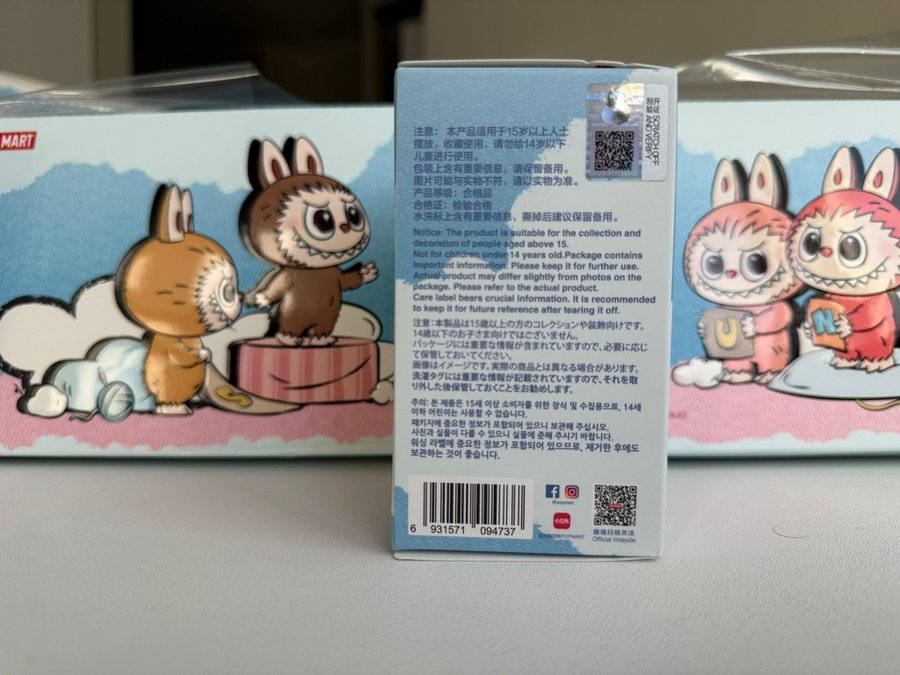 MART
开证 SCRATCH OFF
刮验 AND VERIFY
注意： 本产品适用于15岁以上人士
摆放，收藏使用，请勿给14岁以下
儿童进行使用。
包装上含有重要信息，请保留备用。
图片可能与实物不符，请以实物为准。
产品等级：合格品
合格证：检验合格
水洗标上含有重要信息，撕掉后建议保留备用。
Notice: The product is suitable for the collection and
decoration of people aged above 15.
Not for children under 14 years old.Package contains
important information. Please keep it for further use.
Actual product may differ slightly from photos on the
package. Please refer to the actual product.
Care label bears crucial information. It is recommended
to keep it for future reference after tearing it off.
注意：本製品は15歳以上の方のコレクションや装飾向けです。
14歳以下のお子さま向けではございません。
パッケージには重要な情報が含まれていますので、必要に応じ
て保管しておいてください。
画像はイメージです。実際の商品とは異なる場合があります。
洗濯タグには重要な情報が記載されていますので、それを取
り外した後保管しておくことをお勧めします。
주의: 본 제품은 15세 이상 소비자를 위한 장식 및 수집용으로, 14세
이하 어린이는 사용할 수 없습니다.
패키지에 중요한 정보가 포함되어 있으니 보관해 주십시오.
사진과 실물이 다를 수 있으니 실물에 준해 주시기 바랍니다.
워싱 라벨에 중요한 정보가 포함되어 있으므로, 제거한 후에도
보관하는 것이 좋습니다.
6 931571 094737
@popmart
小红书
POPMART
微信扫码关注
Official Website
S
U
N